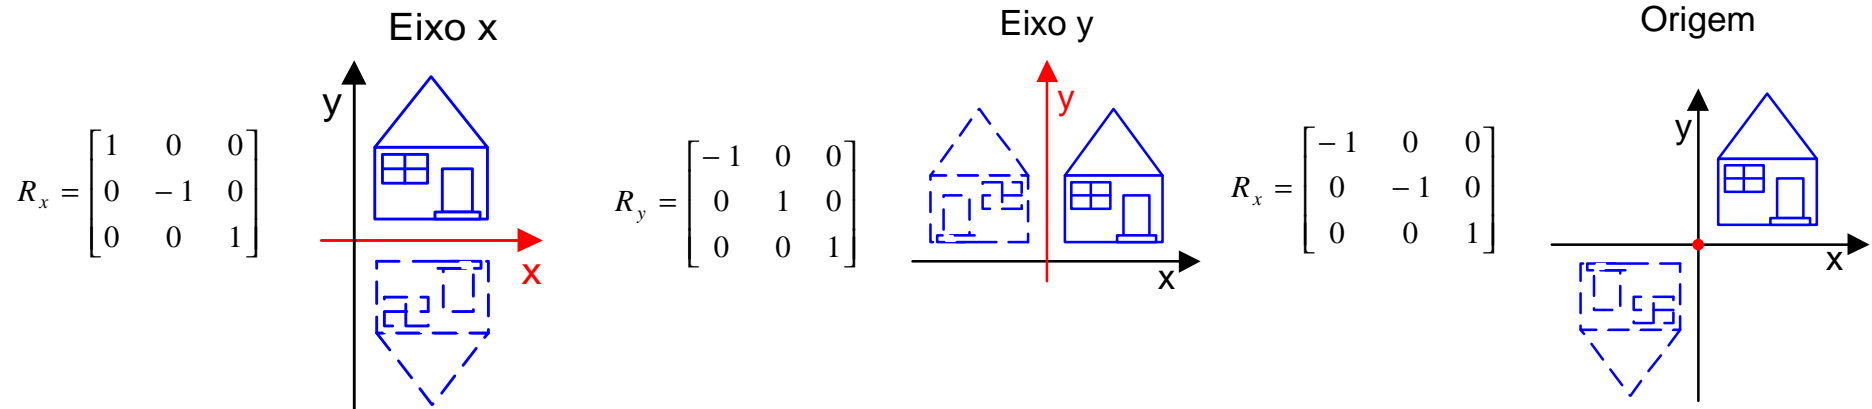 Eixo x
y
R_x = [1 0 0
0 −1 0
0 0 1]
x
Eixo y
y
R_y = [−1 0 0
0 1 0
0 0 1]
x
Origem
y
R_x = [−1 0 0
0 −1 0
0 0 1]
x